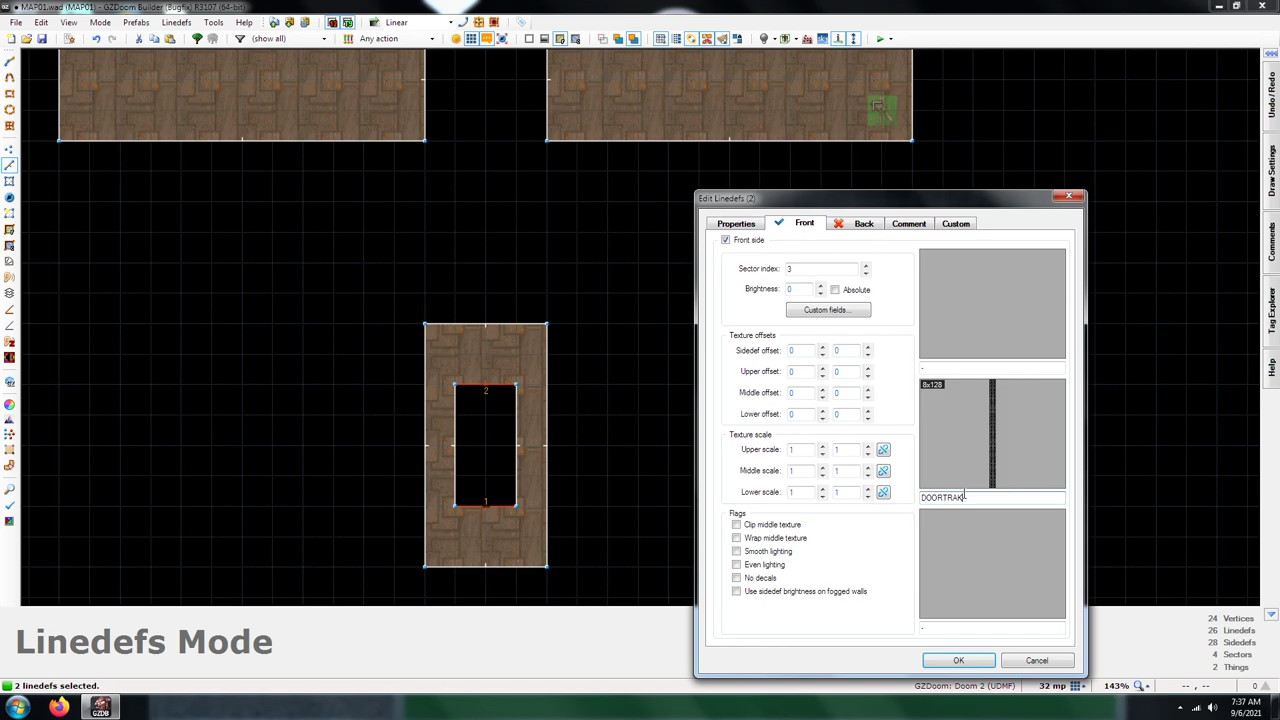 • MAP01.wad (MAP01) - GZDoom Builder (Bugfix) R3107 (64-bit)
File Edit View Mode Prefabs Linedefs Tools Help Linear
(show all) Any action
Undo / Redo
Draw Settings
Comments
Tag Explorer
Help
Edit Linedefs (2)
Properties Front Back Comment Custom
Front side
Sector index: 3
Brightness: 0 Absolute
Custom fields...
Texture offsets
Sidedef offset: 0 0
Upper offset: 0 0
Middle offset: 0 0
Lower offset: 0 0
-
8x128
Texture scale
Upper scale: 1 1
Middle scale: 1 1
Lower scale: 1 1
DOORTRAK
Flags
Clip middle texture
Wrap middle texture
Smooth lighting
Even lighting
No decals
Use sidedef brightness on fogged walls
-
OK Cancel
2
1
Linedefs Mode
24 Vertices
26 Linedefs
28 Sidedefs
4 Sectors
2 Things
2 linedefs selected.
GZDoom: Doom 2 (UDMF) 32 mp 143% --, -- 0
GZDB
7:37 AM
9/6/2021